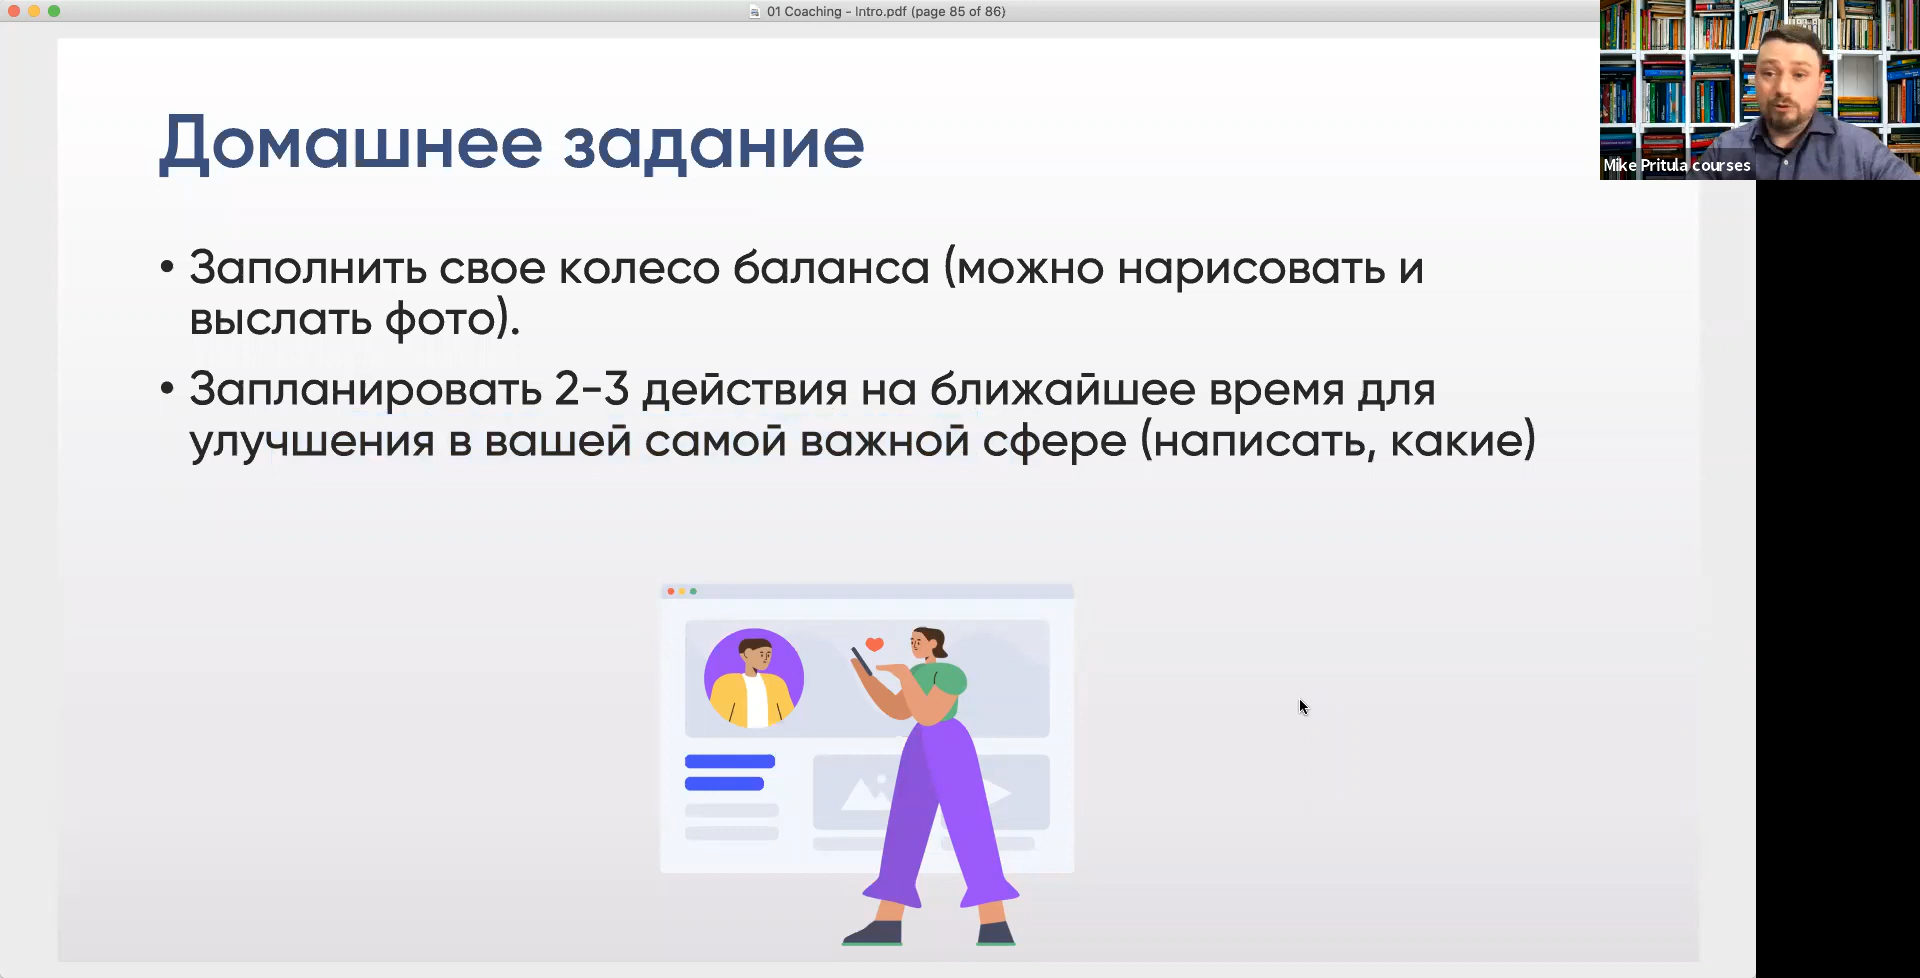 01 Coaching - Intro.pdf (page 85 of 86)
Mike Pritula courses
Домашнее задание
• Заполнить свое колесо баланса (можно нарисовать и
выслать фото).
• Запланировать 2-3 действия на ближайшее время для
улучшения в вашей самой важной сфере (написать, какие)